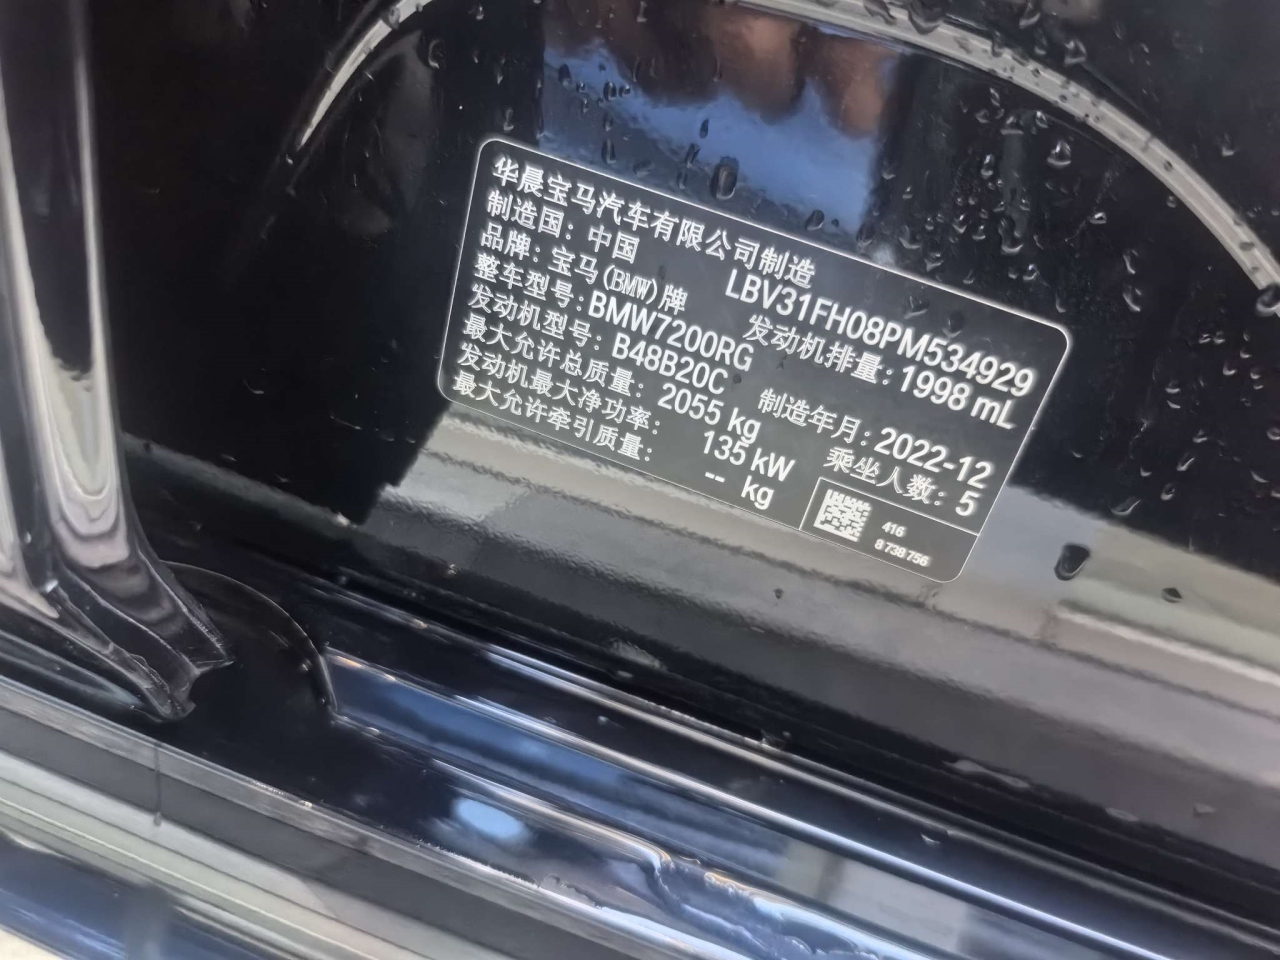 华晨宝马汽车有限公司制造
制造国: 中国 LBV31FH08PM534929
品牌: 宝马(BMW)牌 发动机排量: 1998 mL
整车型号: BMW7200RG
发动机型号: B48B20C 制造年月: 2022-12
最大允许总质量: 2055 kg 乘坐人数: 5
发动机最大净功率: 135 kW
最大允许牵引质量: -- kg
416
8 738 756